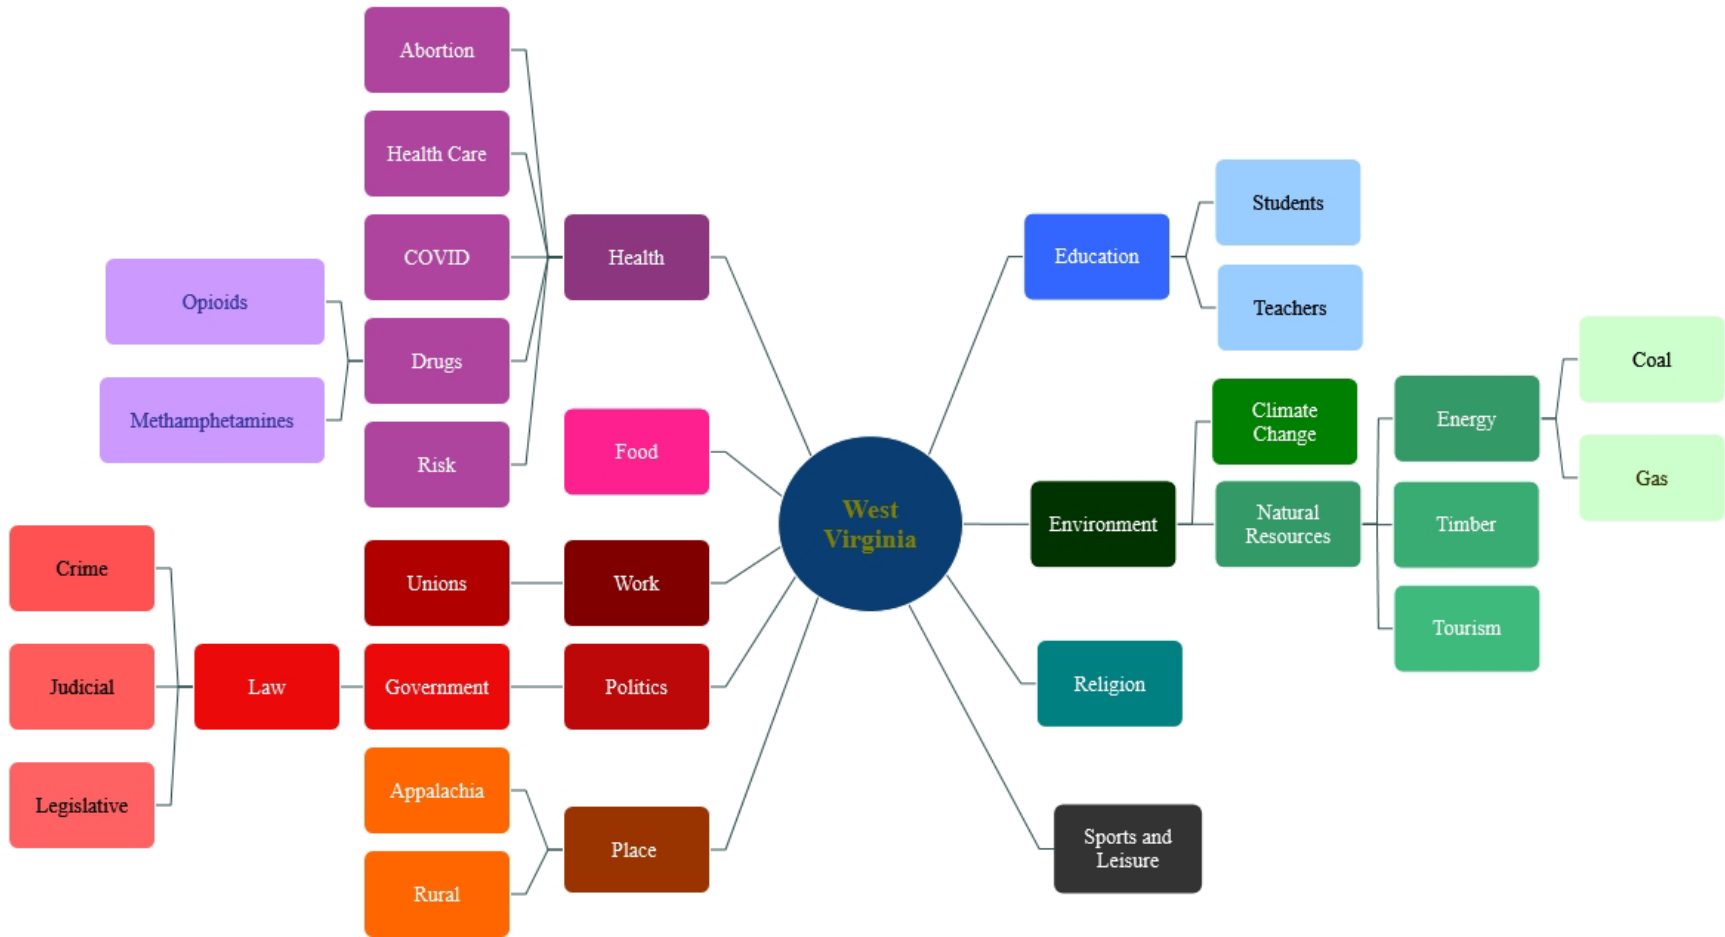 Abortion
Health Care
COVID
Drugs
Risk
Opioids
Methamphetamines
Health
Food
Unions
Work
Crime
Judicial
Legislative
Law
Government
Politics
Appalachia
Rural
Place
West
Virginia
Education
Students
Teachers
Environment
Climate
Change
Natural
Resources
Energy
Timber
Tourism
Coal
Gas
Religion
Sports and
Leisure